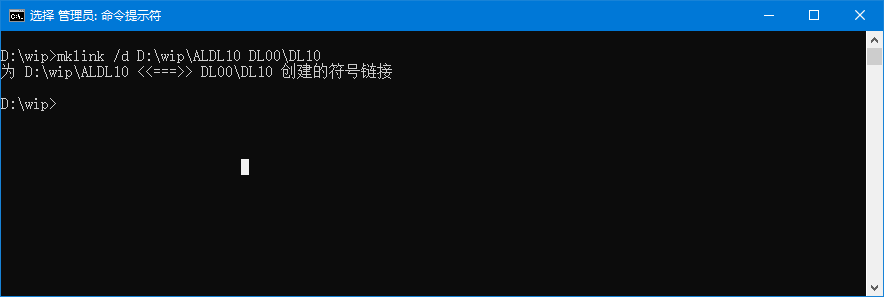 选择 管理员: 命令提示符
D:\wip>mklink /d D:\wip\ALDL10 DL00\DL10
为 D:\wip\ALDL10 <<===>> DL00\DL10 创建的符号链接
D:\wip>